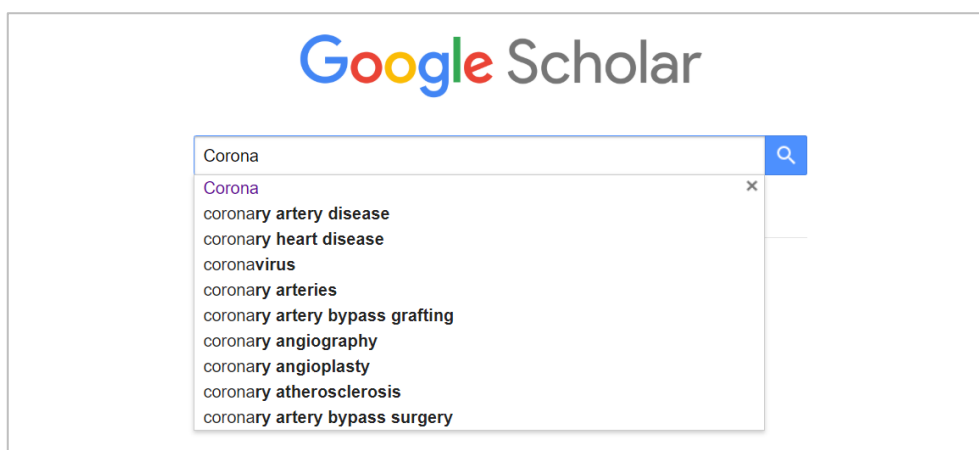 Google Scholar
Corona
Corona
coronary artery disease
coronary heart disease
coronavirus
coronary arteries
coronary artery bypass grafting
coronary angiography
coronary angioplasty
coronary atherosclerosis
coronary artery bypass surgery